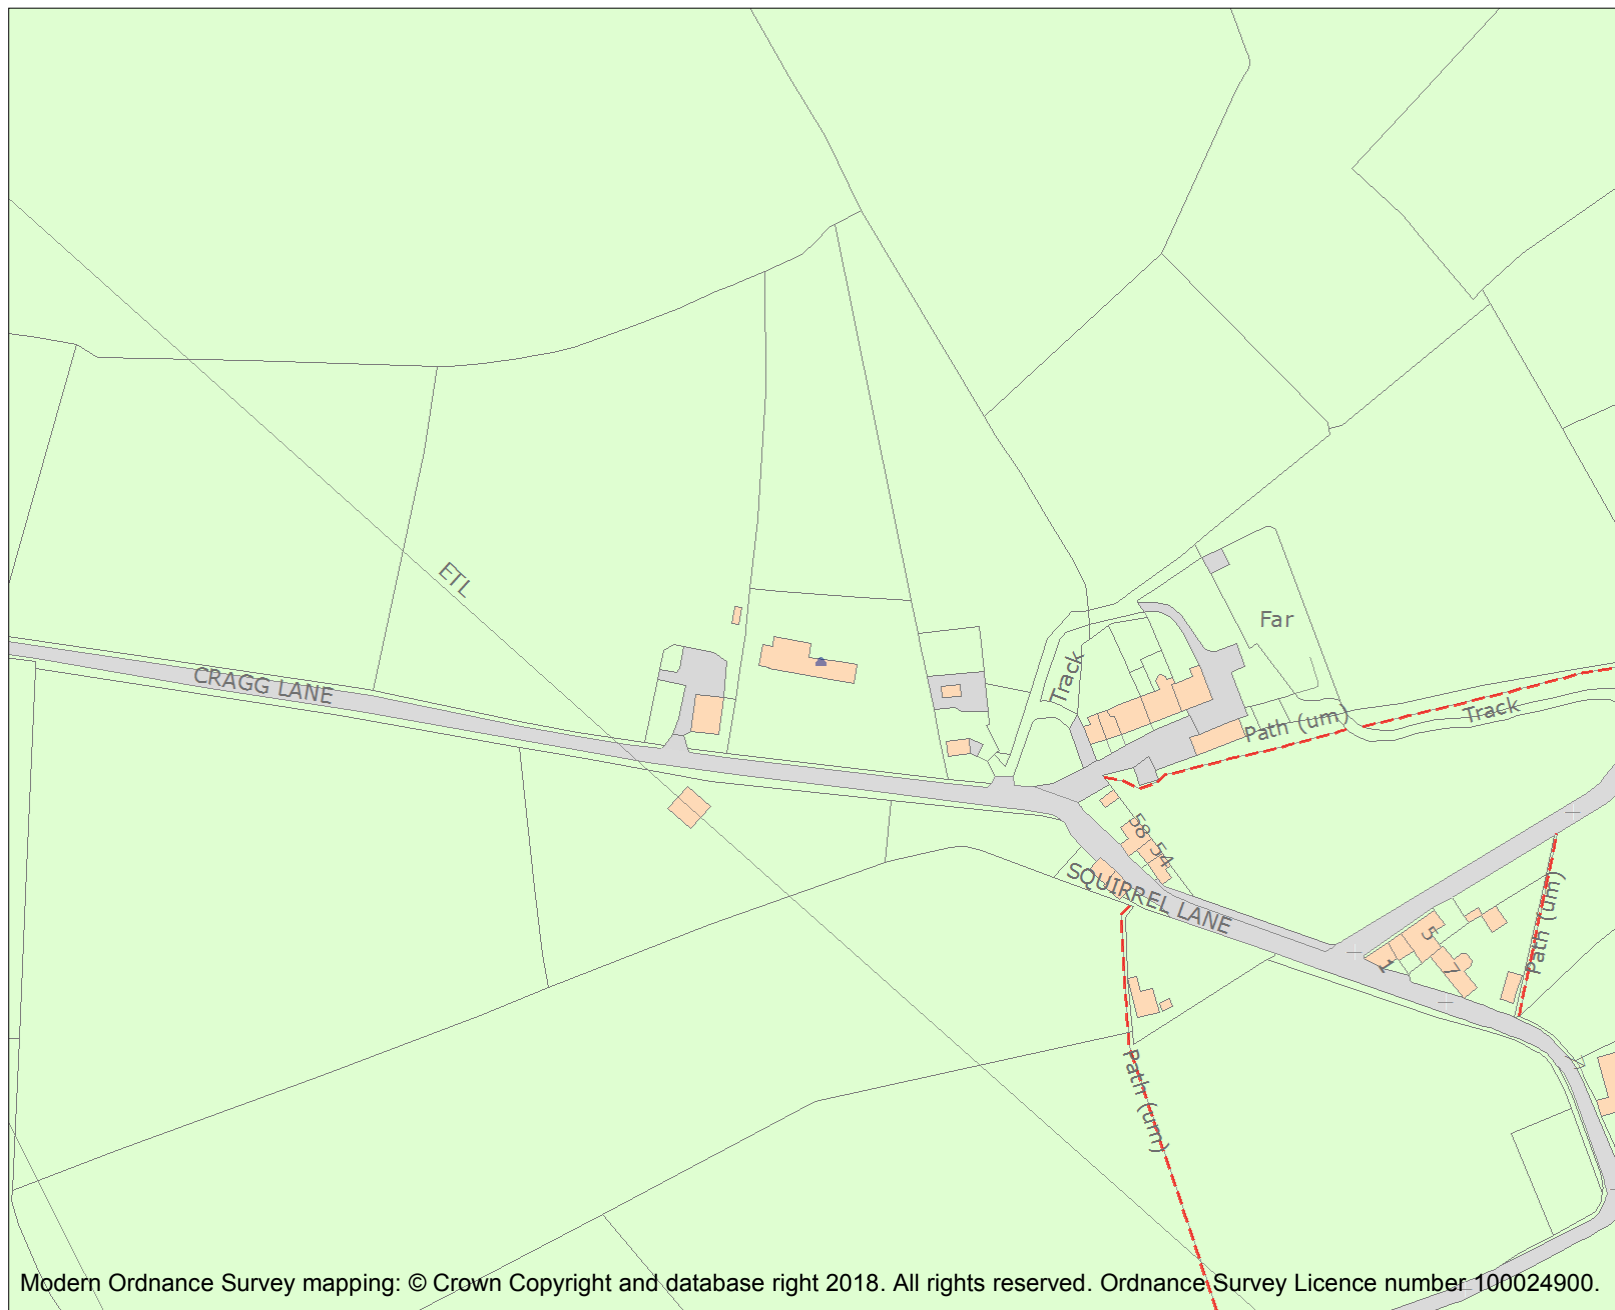 ETL
Far
CRAGG LANE
Track
Path (um)
Track
58
54
SQUIRREL LANE
Path (um)
5
1
7
Path (um)
Modern Ordnance Survey mapping: © Crown Copyright and database right 2018. All rights reserved. Ordnance Survey Licence number 100024900.